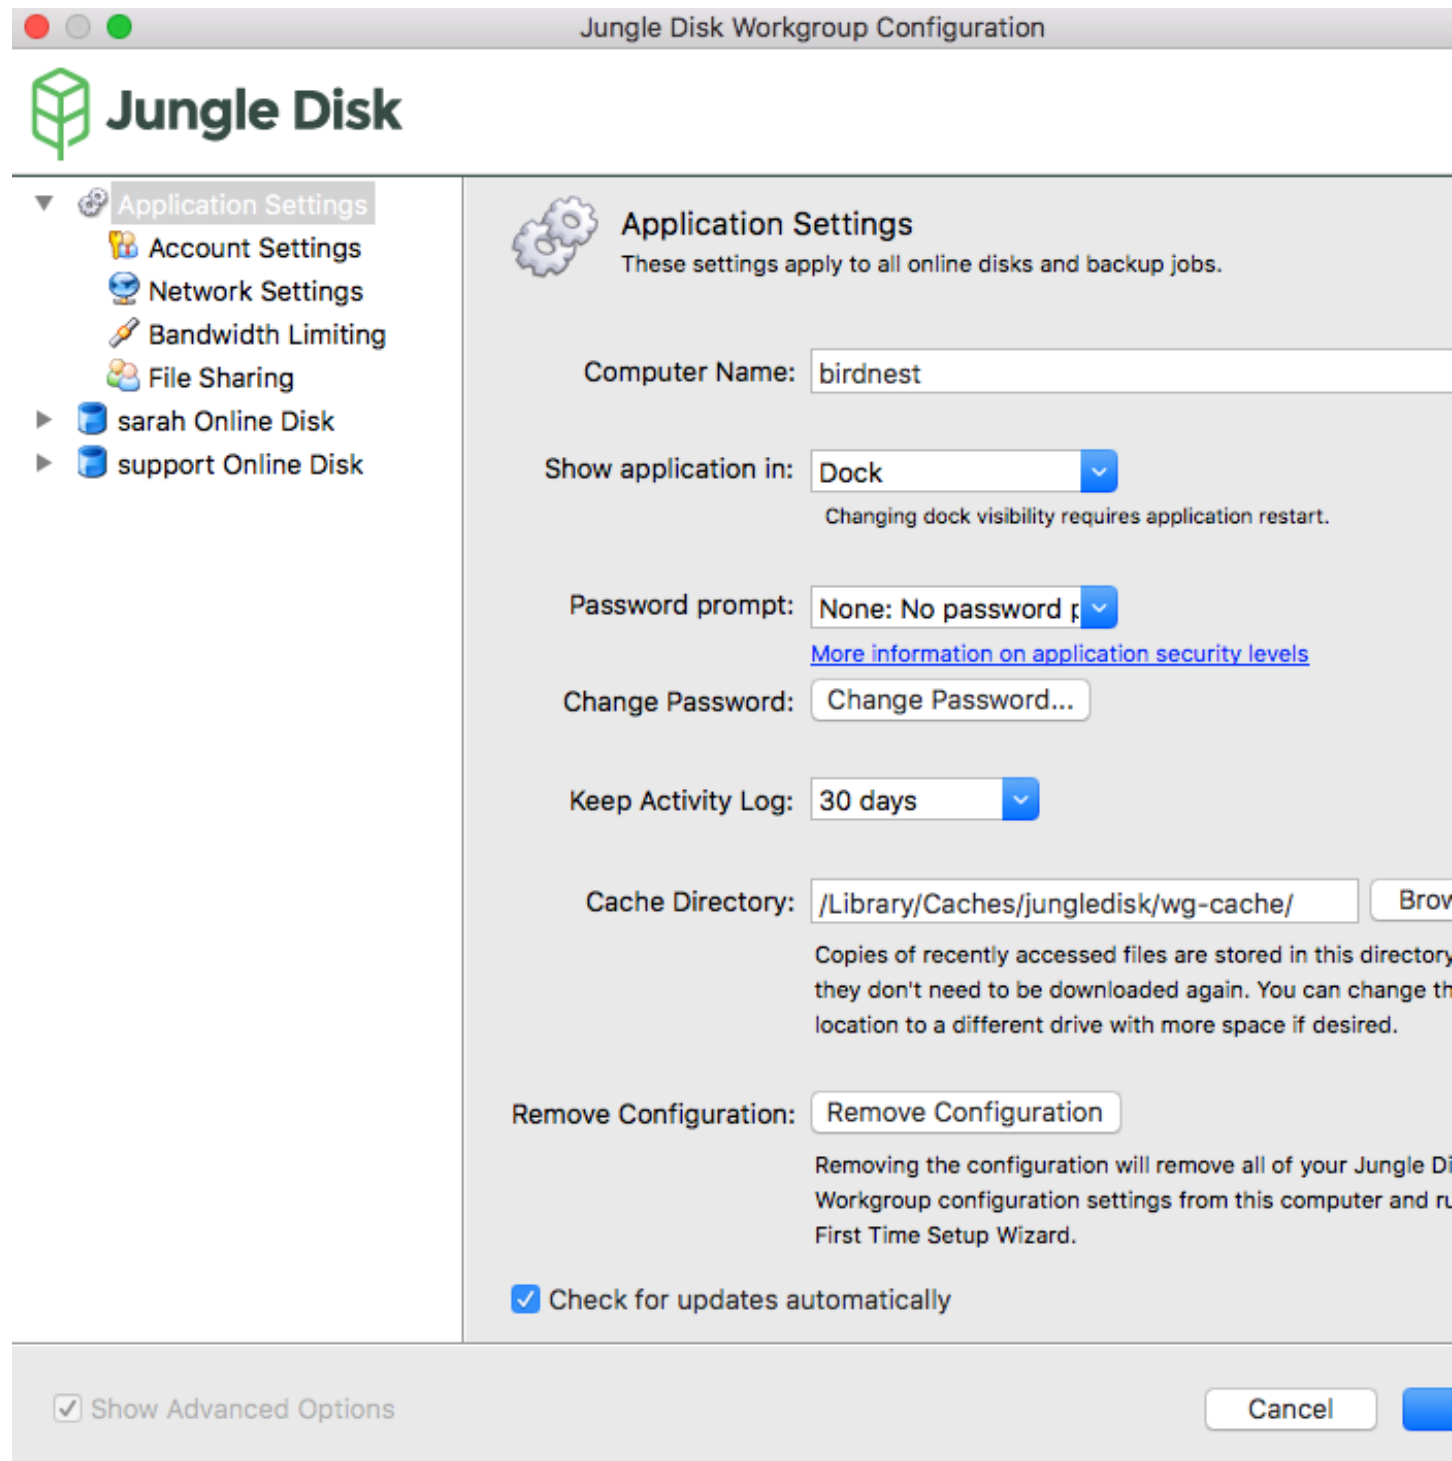 Jungle Disk Workgroup Configuration
Jungle Disk
Application Settings
Account Settings
Network Settings
Bandwidth Limiting
File Sharing
sarah Online Disk
support Online Disk
Application Settings
These settings apply to all online disks and backup jobs.
Computer Name: birdnest
Show application in: Dock
Changing dock visibility requires application restart.
Password prompt: None: No password
More information on application security levels
Change Password: Change Password...
Keep Activity Log: 30 days
Cache Directory: /Library/Caches/jungledisk/wg-cache/
Copies of recently accessed files are stored in this directory
they don't need to be downloaded again. You can change
location to a different drive with more space if desired.
Remove Configuration: Remove Configuration
Removing the configuration will remove all of your Jungle
Workgroup configuration settings from this computer and
First Time Setup Wizard.
Check for updates automatically
Show Advanced Options
Cancel